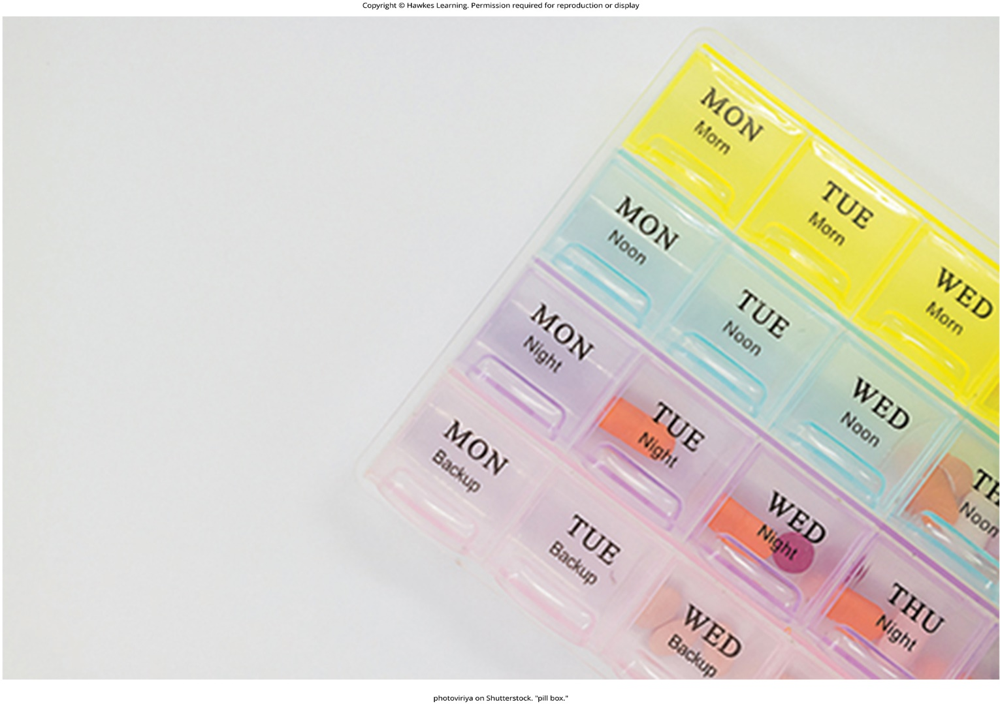 Copyright © Hawkes Learning. Permission required for reproduction or display
MON
Morn
TUE
Morn
WED
Morn
MON
Noon
TUE
Noon
WED
Noon
TH
Noon
MON
Night
TUE
Night
WED
Night
THU
Night
MON
Backup
TUE
Backup
WED
Backup
photoviriya on Shutterstock. "pill box."